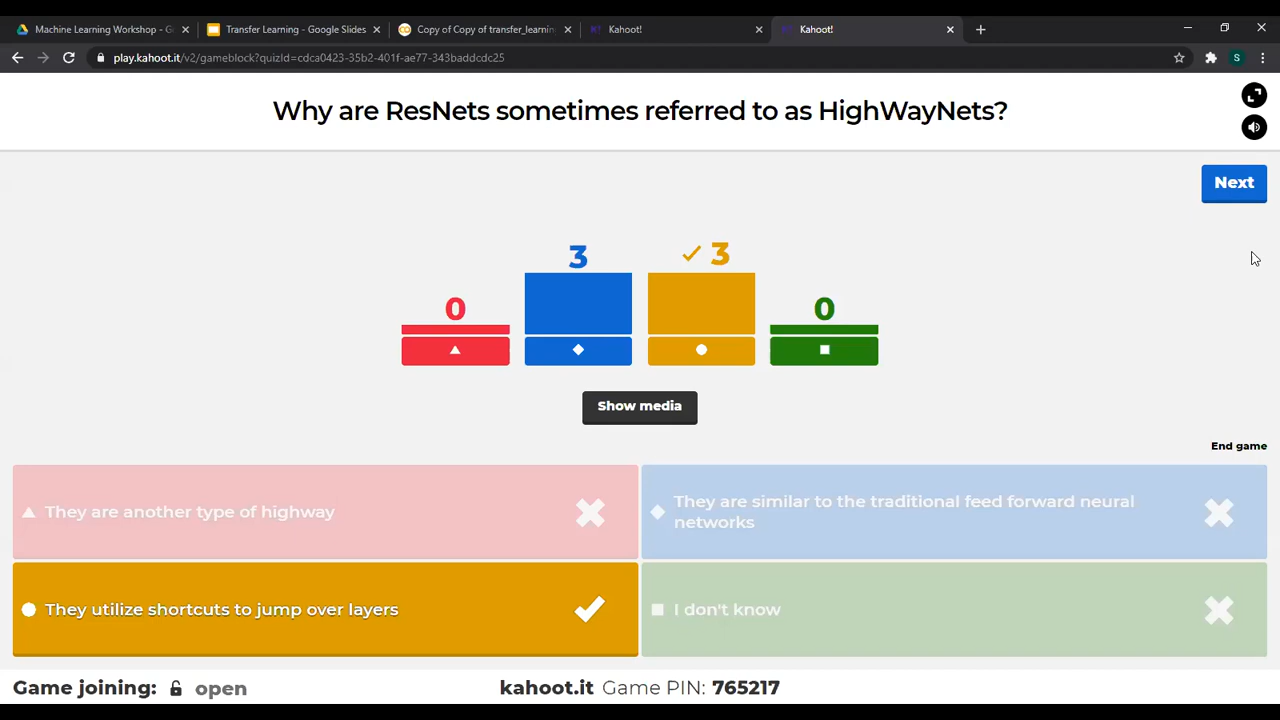 Machine Learning Workshop - G
Transfer Learning - Google Slides
Copy of Copy of transfer_learnin
Kahoot!
Kahoot!
play.kahoot.it/v2/gameblock?quizId=cdca0423-35b2-401f-ae77-343baddcdc25
S
Why are ResNets sometimes referred to as HighWayNets?
Next
0
3
3
0
Show media
End game
They are another type of highway
They are similar to the traditional feed forward neural
networks
They utilize shortcuts to jump over layers
I don't know
Game joining: open
kahoot.it Game PIN: 765217